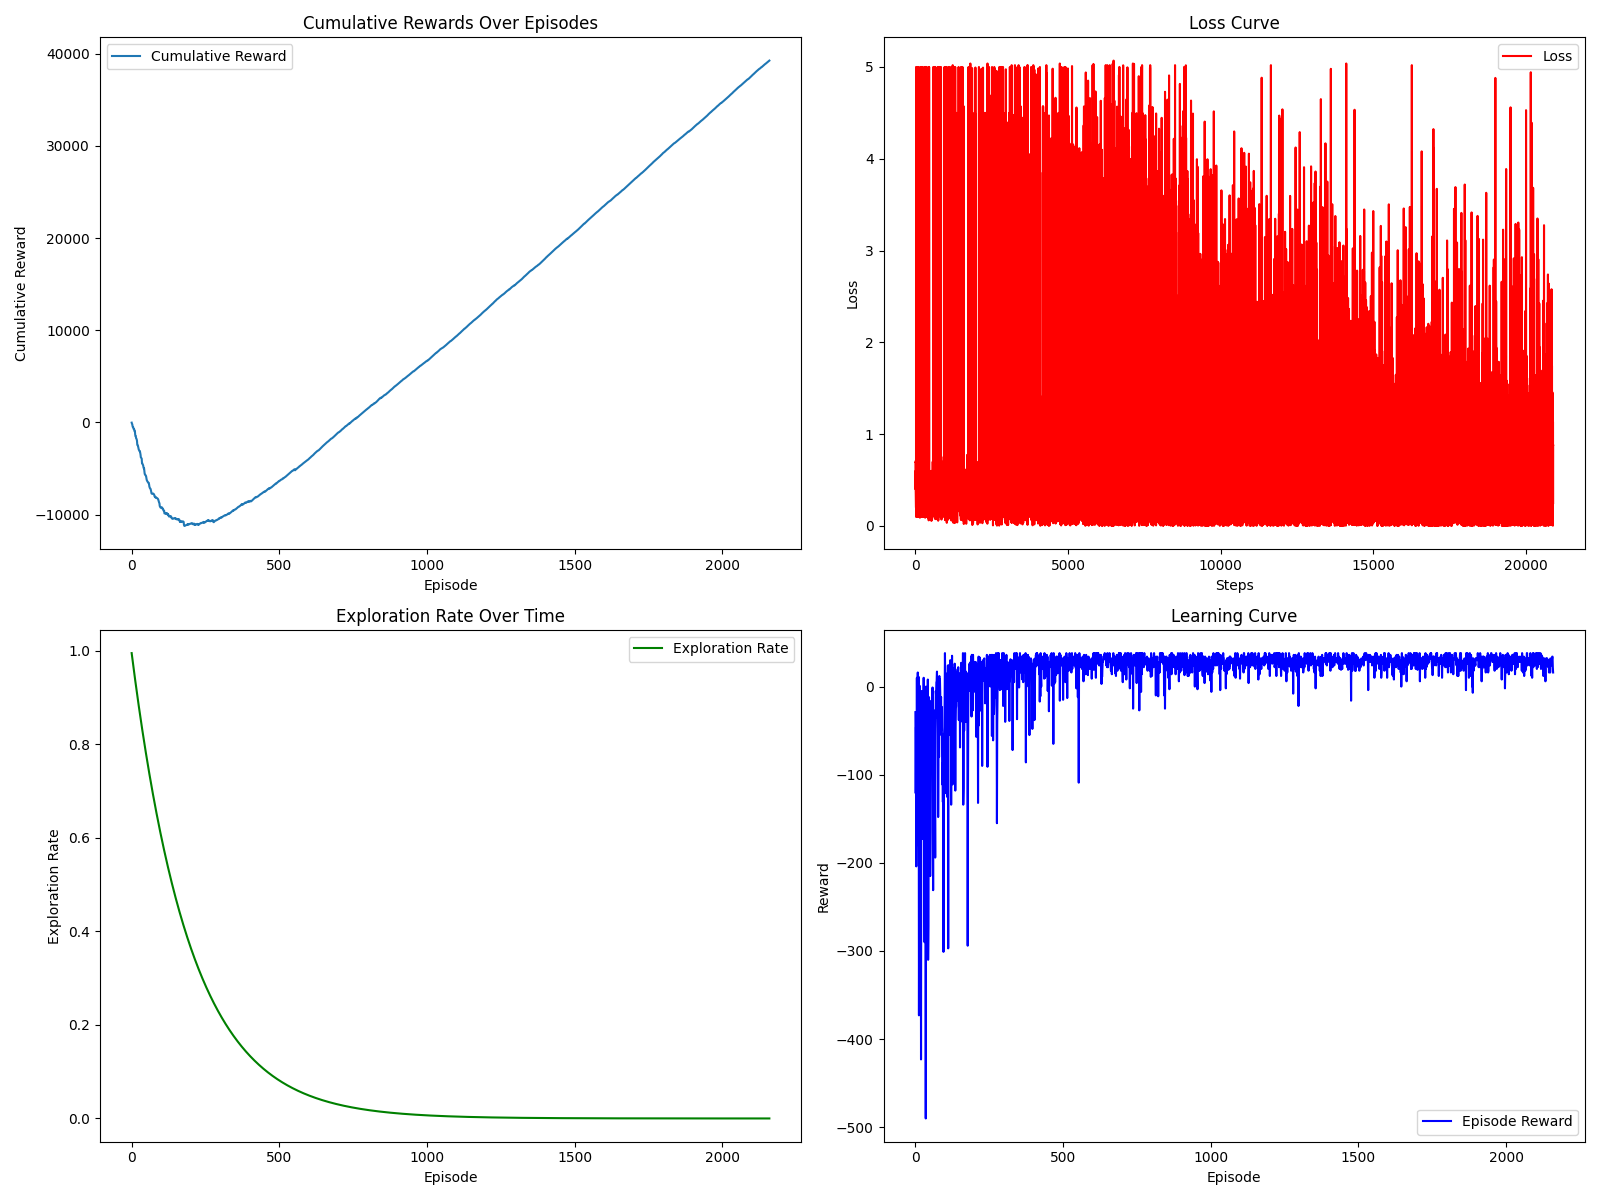 Cumulative Rewards Over Episodes
Cumulative Reward
40000
30000
20000
10000
0
−10000
Cumulative Reward
0 500 1000 1500 2000
Episode
Loss Curve
Loss
5
4
3
2
1
0
Loss
0 5000 10000 15000 20000
Steps
Exploration Rate Over Time
Exploration Rate
1.0
0.8
0.6
0.4
0.2
0.0
Exploration Rate
0 500 1000 1500 2000
Episode
Learning Curve
0
−100
−200
−300
−400
−500
Reward
Episode Reward
0 500 1000 1500 2000
Episode